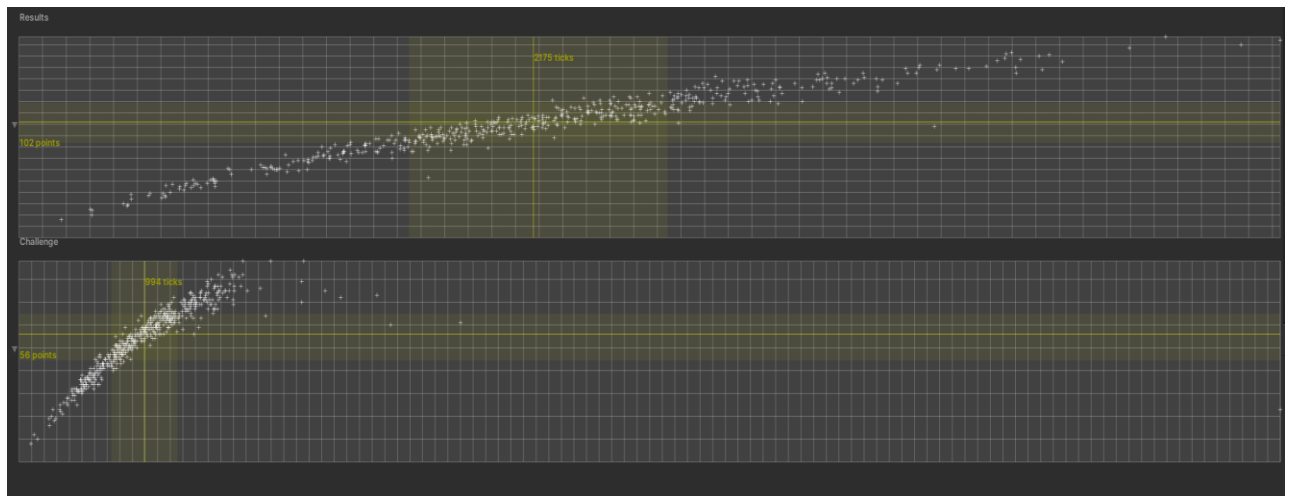 Results
2175 ticks
102 points
Challenge
994 ticks
56 points